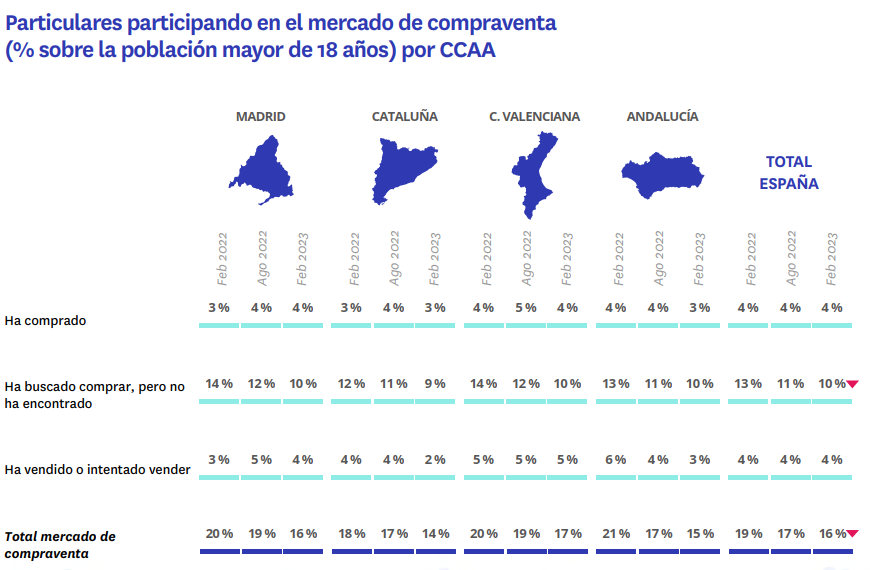 Particulares participando en el mercado de compraventa
(% sobre la población mayor de 18 años) por CCAA
MADRID CATALUÑA C. VALENCIANA ANDALUCÍA
TOTAL
ESPAÑA
Feb 2022 Ago 2022 Feb 2023 Feb 2022 Ago 2022 Feb 2023 Feb 2022 Ago 2022 Feb 2023 Feb 2022 Ago 2022 Feb 2023 Feb 2022 Ago 2022 Feb 2023
Ha comprado 3 % 4 % 4 % 3 % 4 % 3 % 4 % 5 % 4 % 4 % 4 % 3 % 4 % 4 % 4 %
Ha buscado comprar, pero no 14 % 12 % 10 % 12 % 11 % 9 % 14 % 12 % 10 % 13 % 11 % 10 % 13 % 11 % 10 %
ha encontrado
Ha vendido o intentado vender 3 % 5 % 4 % 4 % 4 % 2 % 5 % 5 % 5 % 6 % 4 % 3 % 4 % 4 % 4 %
Total mercado de 20 % 19 % 16 % 18 % 17 % 14 % 20 % 19 % 17 % 21 % 17 % 15 % 19 % 17 % 16 %
compraventa